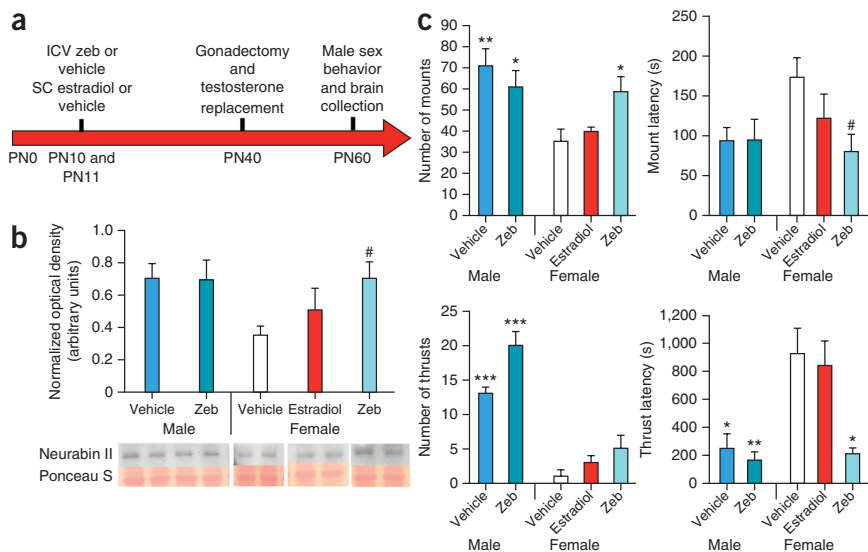 a
ICV zeb or
vehicle
SC estradiol or
vehicle
Gonadectomy
and
testosterone
replacement
Male sex
behavior
and brain
collection
PN0
PN10 and
PN11
PN40
PN60
b
Normalized optical density
(arbitrary units)
1.0
0.8
0.6
0.4
0.2
0
#
Vehicle
Zeb
Vehicle
Estradiol
Zeb
Male
Female
Neurabin II
Ponceau S
c
Number of mounts
90
80
70
60
50
40
30
20
10
0
**
*
*
Vehicle
Zeb
Vehicle
Estradiol
Zeb
Male
Female
Mount latency (s)
250
200
150
100
50
0
#
Vehicle
Zeb
Vehicle
Estradiol
Zeb
Male
Female
Number of thrusts
25
20
15
10
5
0
***
***
Vehicle
Zeb
Vehicle
Estradiol
Zeb
Male
Female
Thrust latency (s)
1,200
1,000
800
600
400
200
0
*
**
*
Vehicle
Zeb
Vehicle
Estradiol
Zeb
Male
Female